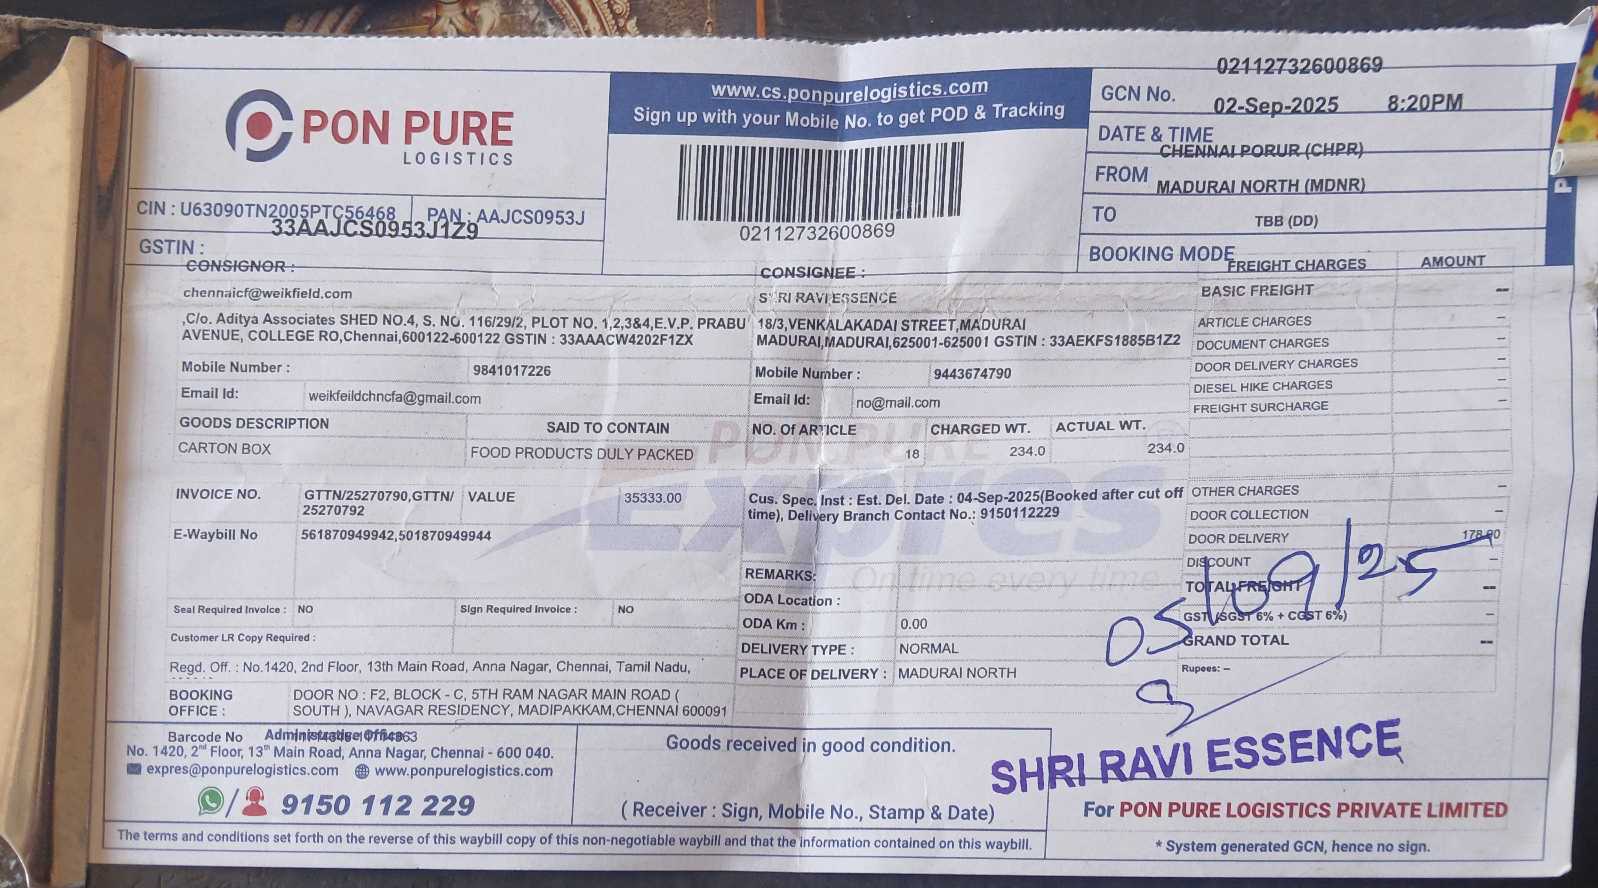 PON PURE
LOGISTICS
www.cs.ponpurelogistics.com
Sign up with your Mobile No. to get POD & Tracking
02112732600869
GCN No. 02112732600869
DATE & TIME 02-Sep-2025 8:20PM
FROM CHENNAI PORUR (CHPR)
TO MADURAI NORTH (MDNR)
BOOKING MODE TBB (DD)
CIN : U63090TN2005PTC56468 PAN : AAJCS0953J
GSTIN : 33AAJCS0953J1Z9
CONSIGNOR :
chennaicf@weikfield.com
,C/o. Aditya Associates SHED NO.4, S. NO. 116/29/2, PLOT NO. 1,2,3&4,E.V.P. PRABU
AVENUE, COLLEGE RO,Chennai,600122-600122 GSTIN : 33AAACW4202F1ZX
Mobile Number : 9841017226
Email Id: weikfeildchncfa@gmail.com
CONSIGNEE :
SHRI RAVI ESSENCE
18/3,VENKALAKADAI STREET,MADURAI
MADURAI,MADURAI,625001-625001 GSTIN : 33AEKFS1885B1Z2
Mobile Number : 9443674790
Email Id: no@mail.com
GOODS DESCRIPTION SAID TO CONTAIN NO. Of ARTICLE CHARGED WT. ACTUAL WT.
CARTON BOX FOOD PRODUCTS DULY PACKED 18 234.0 234.0
INVOICE NO. GTTN/25270790,GTTN/ VALUE 35333.00
25270792
E-Waybill No 561870949942,501870949944
Seal Required Invoice : NO Sign Required Invoice : NO
Customer LR Copy Required :
Regd. Off. : No.1420, 2nd Floor, 13th Main Road, Anna Nagar, Chennai, Tamil Nadu,
BOOKING OFFICE : DOOR NO : F2, BLOCK - C, 5TH RAM NAGAR MAIN ROAD (
SOUTH ), NAVAGAR RESIDENCY, MADIPAKKAM,CHENNAI 600091
PON PURE
Expres
On time every time
Cus. Spec. Inst : Est. Del. Date : 04-Sep-2025(Booked after cut off
time), Delivery Branch Contact No.: 9150112229
REMARKS:
ODA Location :
ODA Km : 0.00
DELIVERY TYPE : NORMAL
PLACE OF DELIVERY : MADURAI NORTH
FREIGHT CHARGES AMOUNT
BASIC FREIGHT --
ARTICLE CHARGES –
DOCUMENT CHARGES –
DOOR DELIVERY CHARGES –
DIESEL HIKE CHARGES –
FREIGHT SURCHARGE –
OTHER CHARGES –
DOOR COLLECTION –
DOOR DELIVERY
DISCOUNT –
TOTAL FREIGHT --
GST (SGST 6% + CGST 6%) –
GRAND TOTAL --
Rupees: –
05/09/25
SHRI RAVI ESSENCE
Barcode No
Administrative Office
No. 1420, 2nd Floor, 13th Main Road, Anna Nagar, Chennai - 600 040.
expres@ponpurelogistics.com www.ponpurelogistics.com
9150 112 229
Goods received in good condition.
( Receiver : Sign, Mobile No., Stamp & Date)
For PON PURE LOGISTICS PRIVATE LIMITED
* System generated GCN, hence no sign.
The terms and conditions set forth on the reverse of this waybill copy of this non-negotiable waybill and that the information contained on this waybill.